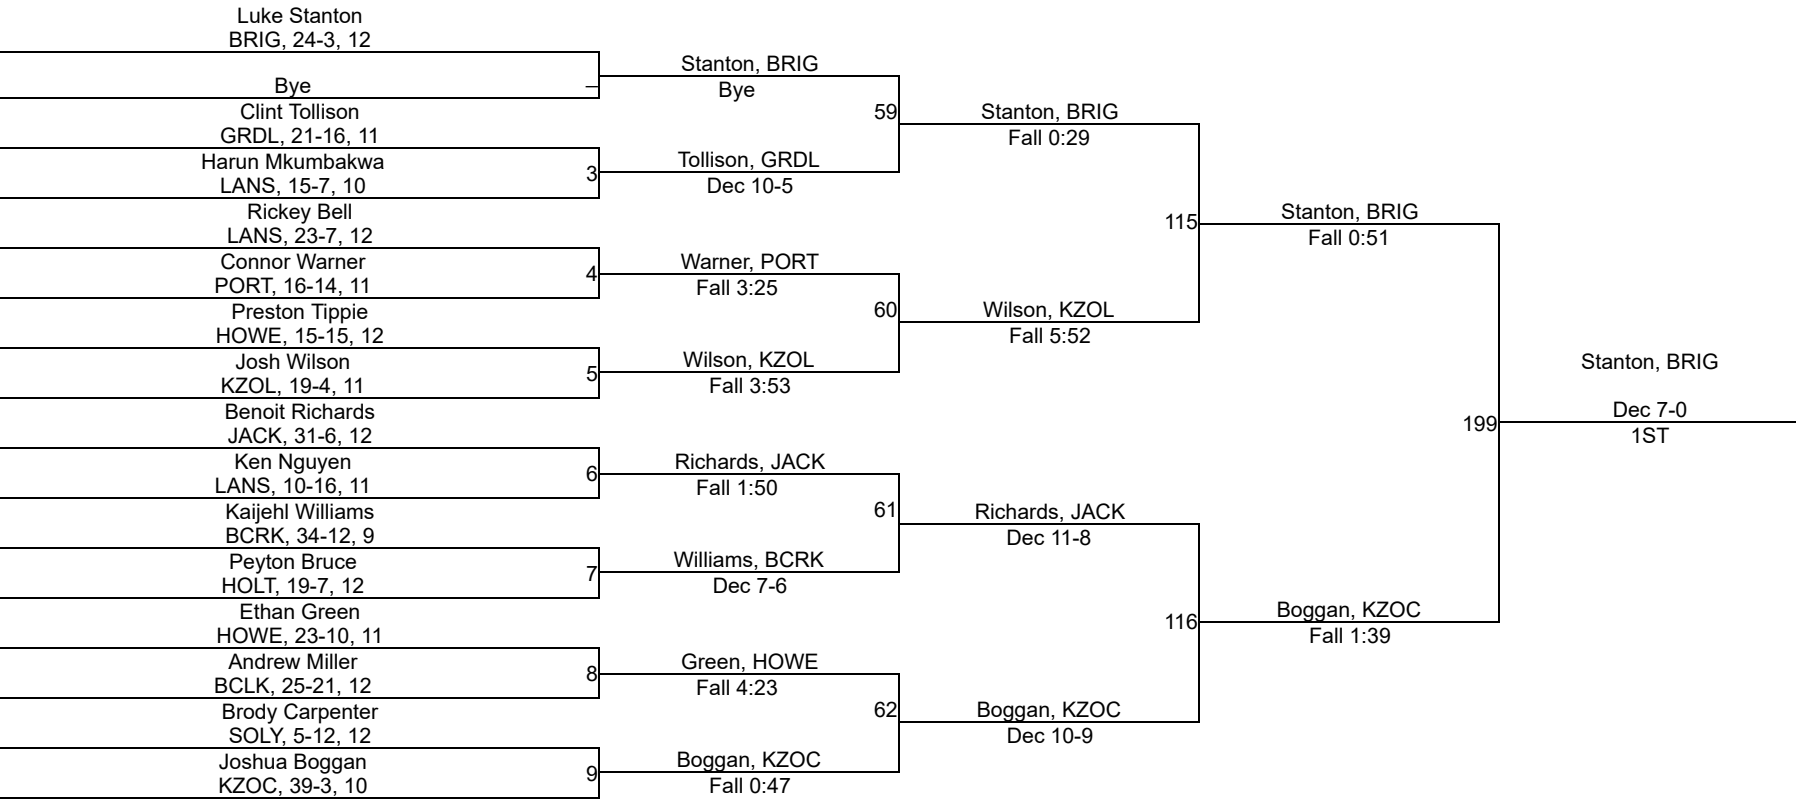 Luke Stanton
BRIG, 24-3, 12
Bye
–
Clint Tollison
GRDL, 21-16, 11
Harun Mkumbakwa
LANS, 15-7, 10
3
Rickey Bell
LANS, 23-7, 12
Connor Warner
PORT, 16-14, 11
4
Preston Tippie
HOWE, 15-15, 12
Josh Wilson
KZOL, 19-4, 11
5
Benoit Richards
JACK, 31-6, 12
Ken Nguyen
LANS, 10-16, 11
6
Kaijehl Williams
BCRK, 34-12, 9
Peyton Bruce
HOLT, 19-7, 12
7
Ethan Green
HOWE, 23-10, 11
Andrew Miller
BCLK, 25-21, 12
8
Brody Carpenter
SOLY, 5-12, 12
Joshua Boggan
KZOC, 39-3, 10
9
Stanton, BRIG
Bye
59
Tollison, GRDL
Dec 10-5
Warner, PORT
Fall 3:25
60
Wilson, KZOL
Fall 3:53
Richards, JACK
Fall 1:50
61
Williams, BCRK
Dec 7-6
Green, HOWE
Fall 4:23
62
Boggan, KZOC
Fall 0:47
Stanton, BRIG
Fall 0:29
115
Wilson, KZOL
Fall 5:52
Richards, JACK
Dec 11-8
116
Boggan, KZOC
Dec 10-9
Stanton, BRIG
Fall 0:51
199
Boggan, KZOC
Fall 1:39
Stanton, BRIG
Dec 7-0
1ST